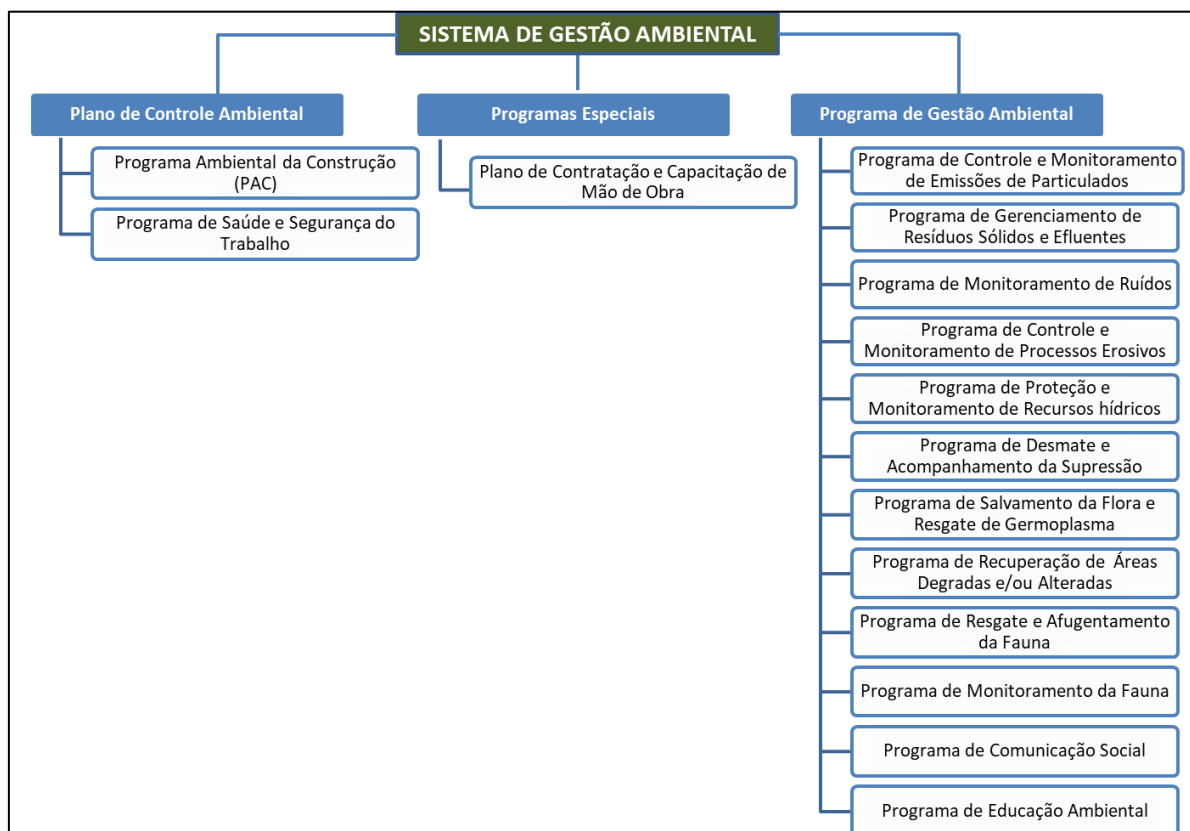 SISTEMA DE GESTÃO AMBIENTAL
Plano de Controle Ambiental
Programa Ambiental da Construção
(PAC)
Programa de Saúde e Segurança do
Trabalho
Programas Especiais
Plano de Contratação e Capacitação de
Mão de Obra
Programa de Gestão Ambiental
Programa de Controle e Monitoramento
de Emissões de Particulados
Programa de Gerenciamento de
Resíduos Sólidos e Efluentes
Programa de Monitoramento de Ruídos
Programa de Controle e
Monitoramento de Processos Erosivos
Programa de Proteção e
Monitoramento de Recursos hídricos
Programa de Desmate e
Acompanhamento da Supressão
Programa de Salvamento da Flora e
Resgate de Germoplasma
Programa de Recuperação de Áreas
Degradas e/ou Alteradas
Programa de Resgate e Afugentamento
da Fauna
Programa de Monitoramento da Fauna
Programa de Comunicação Social
Programa de Educação Ambiental